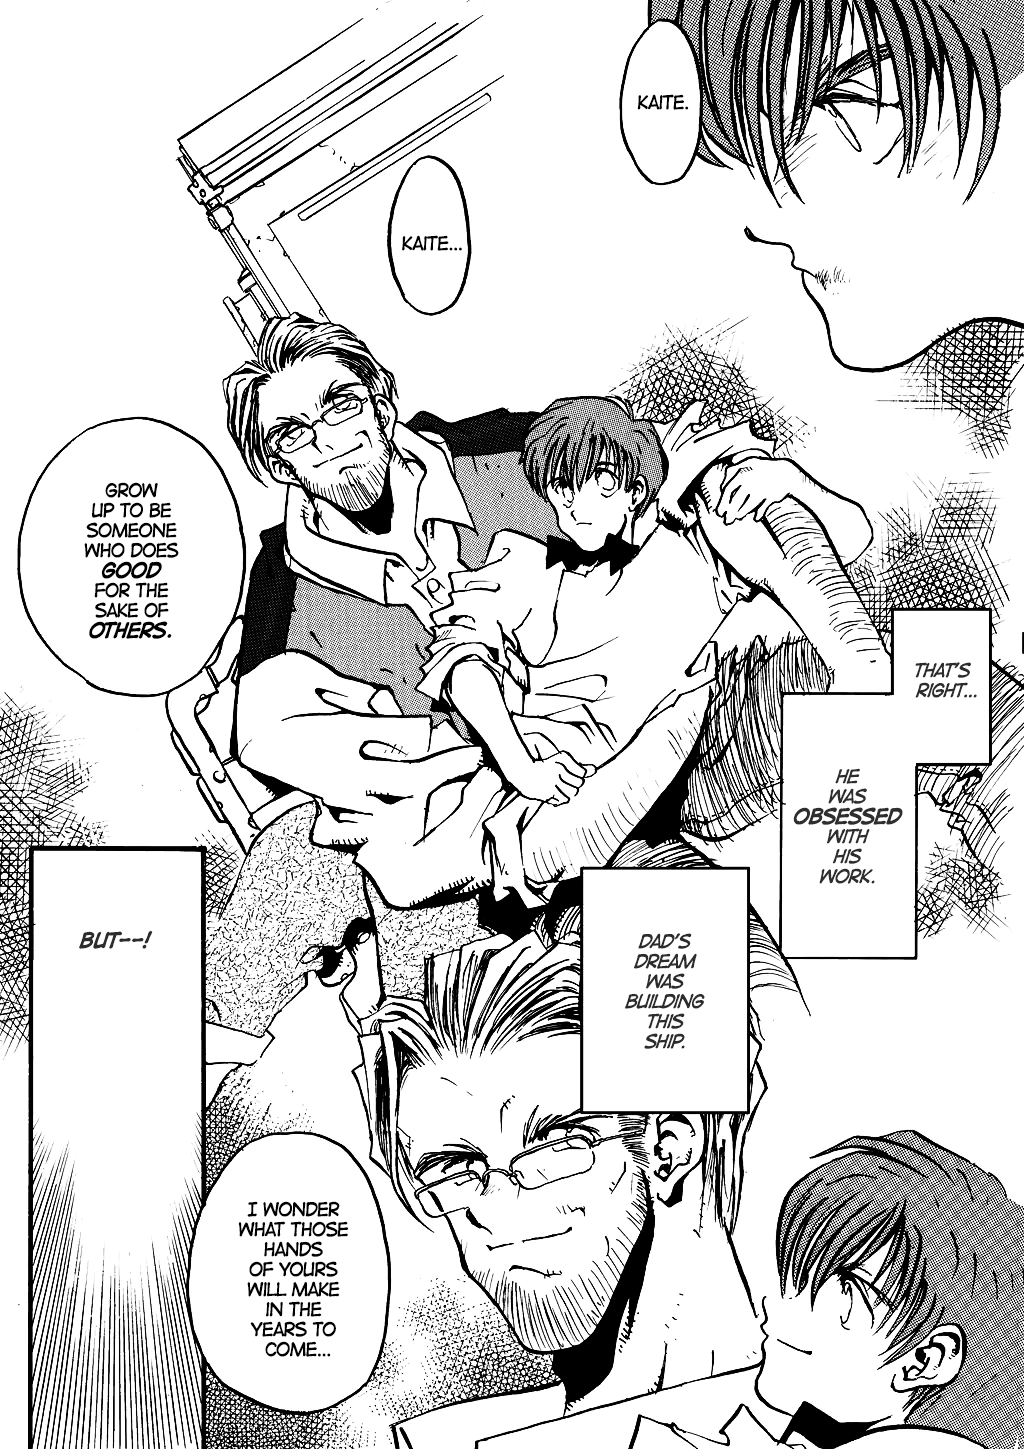 KAITE.
KAITE...
GROW
UP TO BE
SOMEONE
WHO DOES
GOOD
FOR THE
SAKE OF
OTHERS.
THAT'S
RIGHT...
HE
WAS
OBSESSED
WITH
HIS
WORK.
DAD'S
DREAM
WAS
BUILDING
THIS
SHIP.
BUT--!
I WONDER
WHAT THOSE
HANDS
OF YOURS
WILL MAKE
IN THE
YEARS TO
COME...